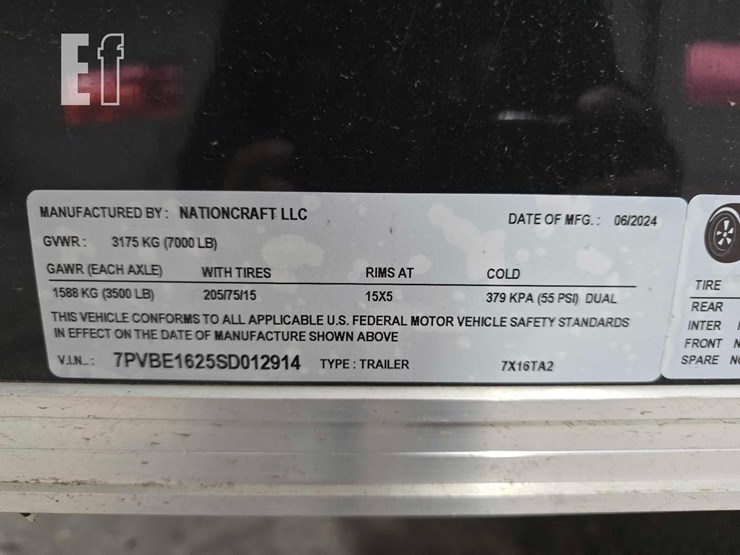 Ef
MANUFACTURED BY: NATIONCRAFT LLC DATE OF MFG.: 06/2024
GVWR: 3175 KG (7000 LB)
GAWR (EACH AXLE) WITH TIRES RIMS AT COLD
1588 KG (3500 LB) 205/75/15 15X5 379 KPA (55 PSI) DUAL
THIS VEHICLE CONFORMS TO ALL APPLICABLE U.S. FEDERAL MOTOR VEHICLE SAFETY STANDARDS
IN EFFECT ON THE DATE OF MANUFACTURE SHOWN ABOVE
V.I.N..: 7PVBE1625SD012914 TYPE: TRAILER 7X16TA2
TIRE
REAR
INTER
FRONT N
SPARE